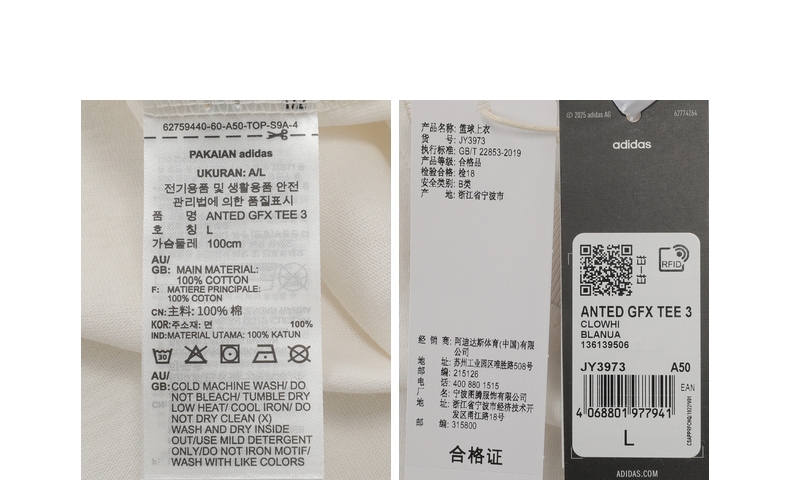 62759440-60-A50-TOP-S9A-4
PAKAIAN adidas
UKURAN: A/L
전기용품 및 생활용품 안전
관리법에 의한 품질표시
품 명 ANTED GFX TEE 3
호 칭 L
가슴둘레 100cm
AU/
GB: MAIN MATERIAL:
100% COTTON
F: MATIERE PRINCIPALE:
100% COTON
CN: 主料: 100% 棉
KOR: 주소재: 면 100%
IND: MATERIAL UTAMA: 100% KATUN
30
AU/
GB: COLD MACHINE WASH/ DO
NOT BLEACH/ TUMBLE DRY
LOW HEAT/ COOL IRON/ DO
NOT DRY CLEAN (X)
WASH AND DRY INSIDE
OUT/USE MILD DETERGENT
ONLY/DO NOT IRON MOTIF/
WASH WITH LIKE COLORS
产品名称: 篮球上衣
货 号: JY3973
执行标准: GB/T 22853-2019
产品等级: 合格品
检验合格: 检18
安全类别: B类
产 地: 浙江省宁波市
经 销 商: 阿迪达斯体育(中国)有限
公司
地 址: 苏州工业园区唯胜路508号
邮 编: 215126
电 话: 400 880 1515
厂 名: 宁波图腾服饰有限公司
地 址: 浙江省宁波市经济技术开
发区甬江路18号
邮 编: 315800
合格证
© 2025 adidas AG
62774264
adidas
RFID
ANTED GFX TEE 3
CLOWHI
BLANUA
136139506
JY3973 A50
EAN
4 068801 977941
L
ADIDAS.COM